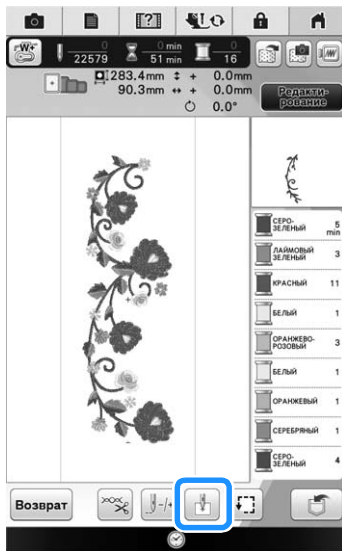 0
0 min
0
22579
51 min
16
283.4mm
+ 0.0mm
90.3mm
+ 0.0mm
0.0°
Редакти-
рование
СЕРО-
ЗЕЛЕНЫЙ
5
min
ЛАЙМОВЫЙ
ЗЕЛЕНЫЙ
3
КРАСНЫЙ
11
БЕЛЫЙ
1
ОРАНЖЕВО-
РОЗОВЫЙ
3
БЕЛЫЙ
1
ОРАНЖЕВЫЙ
1
СЕРЕБРЯНЫЙ
1
СЕРО-
ЗЕЛЕНЫЙ
4
Возврат
-/+